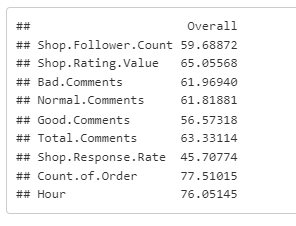 ## Overall
## Shop.Follower.Count 59.68872
## Shop.Rating.Value 65.05568
## Bad.Comments 61.96940
## Normal.Comments 61.81881
## Good.Comments 56.57318
## Total.Comments 63.33114
## Shop.Response.Rate 45.70774
## Count.of.Order 77.51015
## Hour 76.05145